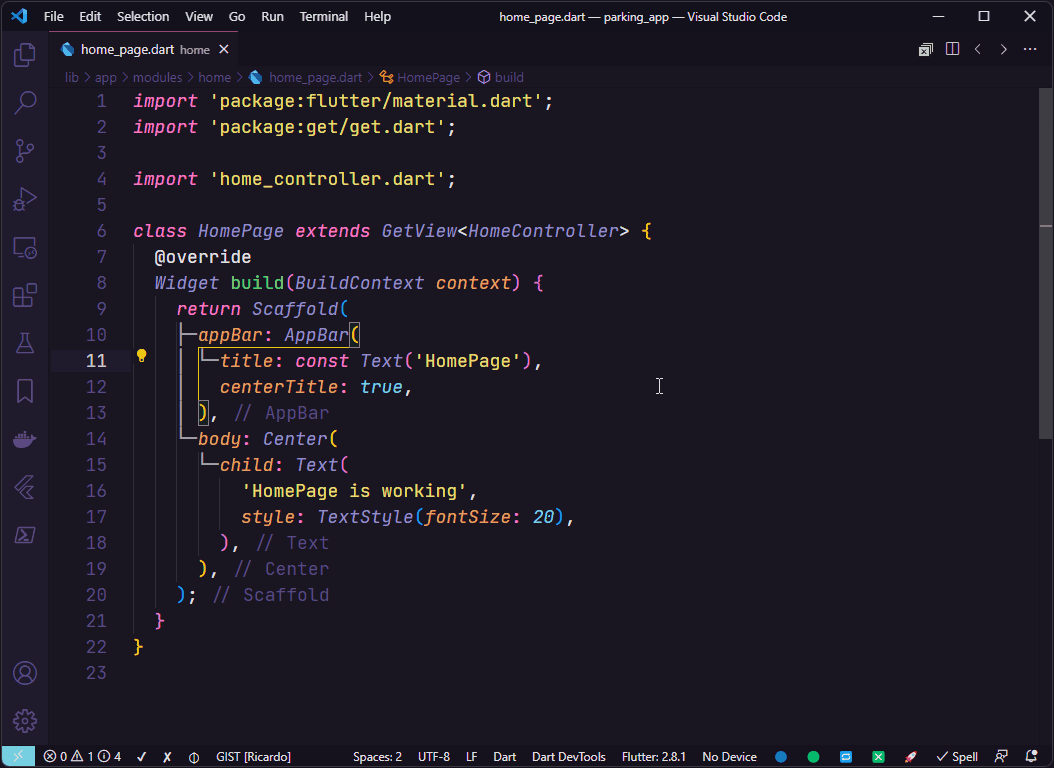 File Edit Selection View Go Run Terminal Help home_page.dart — parking_app — Visual Studio Code
home_page.dart home
lib > app > modules > home > home_page.dart > HomePage > build
1 import 'package:flutter/material.dart';
2 import 'package:get/get.dart';
3
4 import 'home_controller.dart';
5
6 class HomePage extends GetView<HomeController> {
7 @override
8 Widget build(BuildContext context) {
9 return Scaffold(
10 appBar: AppBar(
11 title: const Text('HomePage'),
12 centerTitle: true,
13 ), // AppBar
14 body: Center(
15 child: Text(
16 'HomePage is working',
17 style: TextStyle(fontSize: 20),
18 ), // Text
19 ), // Center
20 ); // Scaffold
21 }
22 }
23
0 1 4 GIST [Ricardo] Spaces: 2 UTF-8 LF Dart Dart DevTools Flutter: 2.8.1 No Device Spell